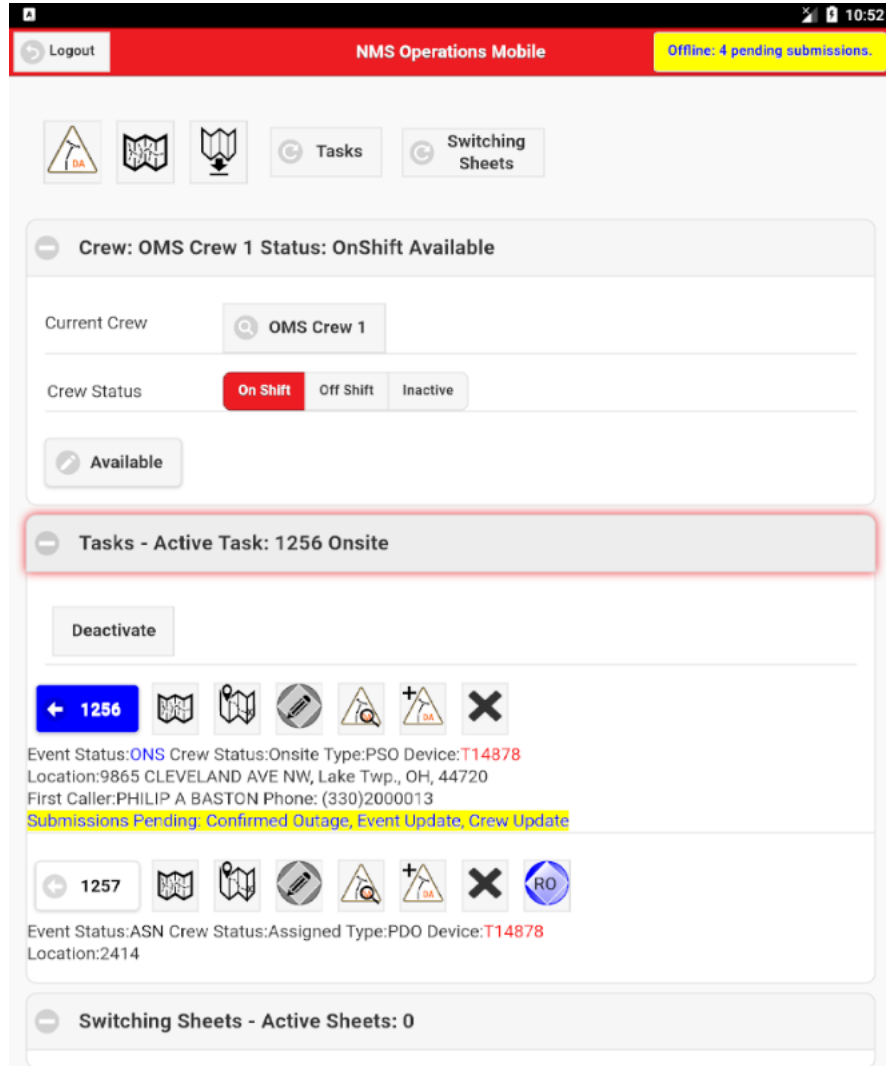 A
10:52
Logout
NMS Operations Mobile
Offline: 4 pending submissions.
DA
Tasks
Switching
Sheets
Crew: OMS Crew 1 Status: OnShift Available
Current Crew
OMS Crew 1
Crew Status
On Shift
Off Shift
Inactive
Available
Tasks - Active Task: 1256 Onsite
Deactivate
1256
DA
Event Status:ONS Crew Status:Onsite Type:PSO Device:T14878
Location:9865 CLEVELAND AVE NW, Lake Twp., OH, 44720
First Caller:PHILIP A BASTON Phone: (330)2000013
Submissions Pending: Confirmed Outage, Event Update, Crew Update
1257
DA
RO
Event Status:ASN Crew Status:Assigned Type:PDO Device:T14878
Location:2414
Switching Sheets - Active Sheets: 0